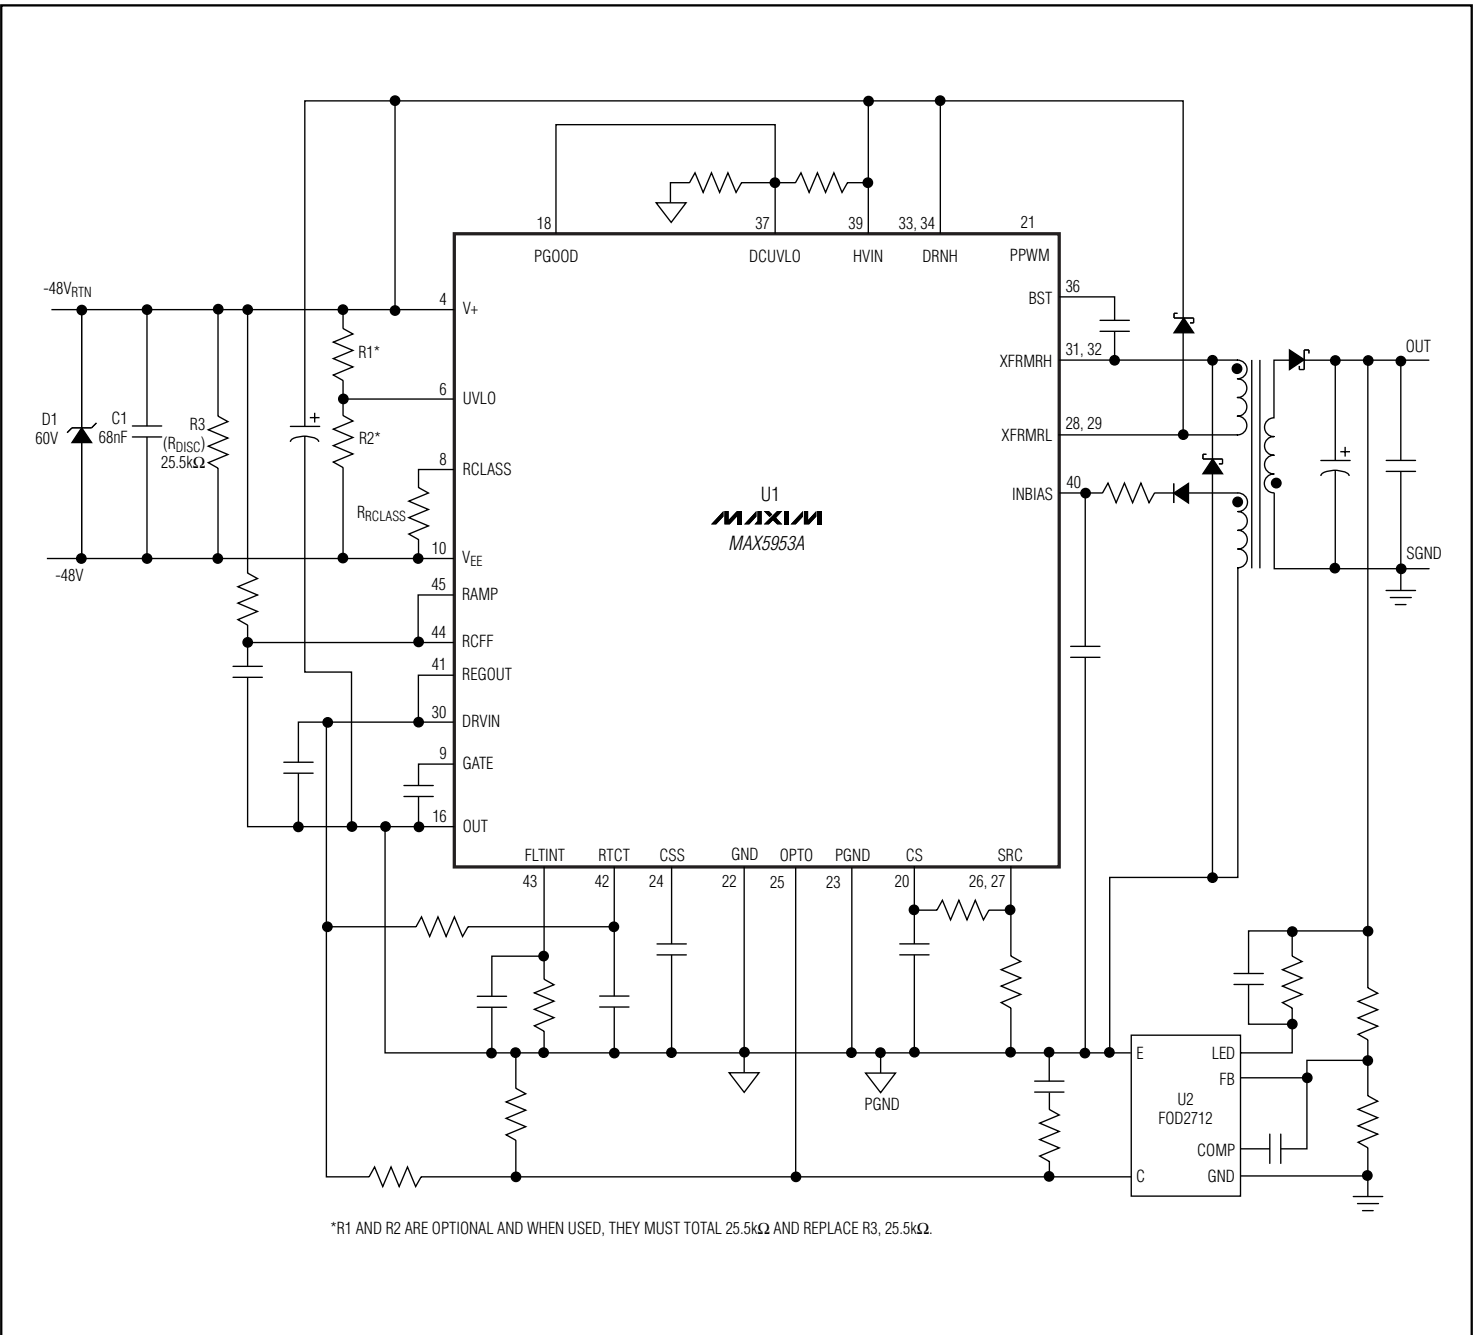 18
37
39
33, 34
21
PGOOD
DCUVLO
HVIN
DRNH
PPWM
-48VRTN
4
V+
36
BST
R1*
31, 32
XFRMRH
OUT
6
UVLO
D1
60V
C1
68nF
R3
(RDISC)
25.5kΩ
+
R2*
28, 29
XFRMRL
+
8
RCLASS
RRCLASS
40
INBIAS
U1
MAXIM
MAX5953A
10
VEE
-48V
SGND
45
RAMP
44
RCFF
41
REGOUT
30
DRVIN
9
GATE
16
OUT
FLTINT
RTCT
CSS
GND
OPTO
PGND
CS
SRC
43
42
24
22
25
23
20
26, 27
PGND
E
LED
FB
U2
FOD2712
COMP
C
GND
*R1 AND R2 ARE OPTIONAL AND WHEN USED, THEY MUST TOTAL 25.5kΩ AND REPLACE R3, 25.5kΩ.